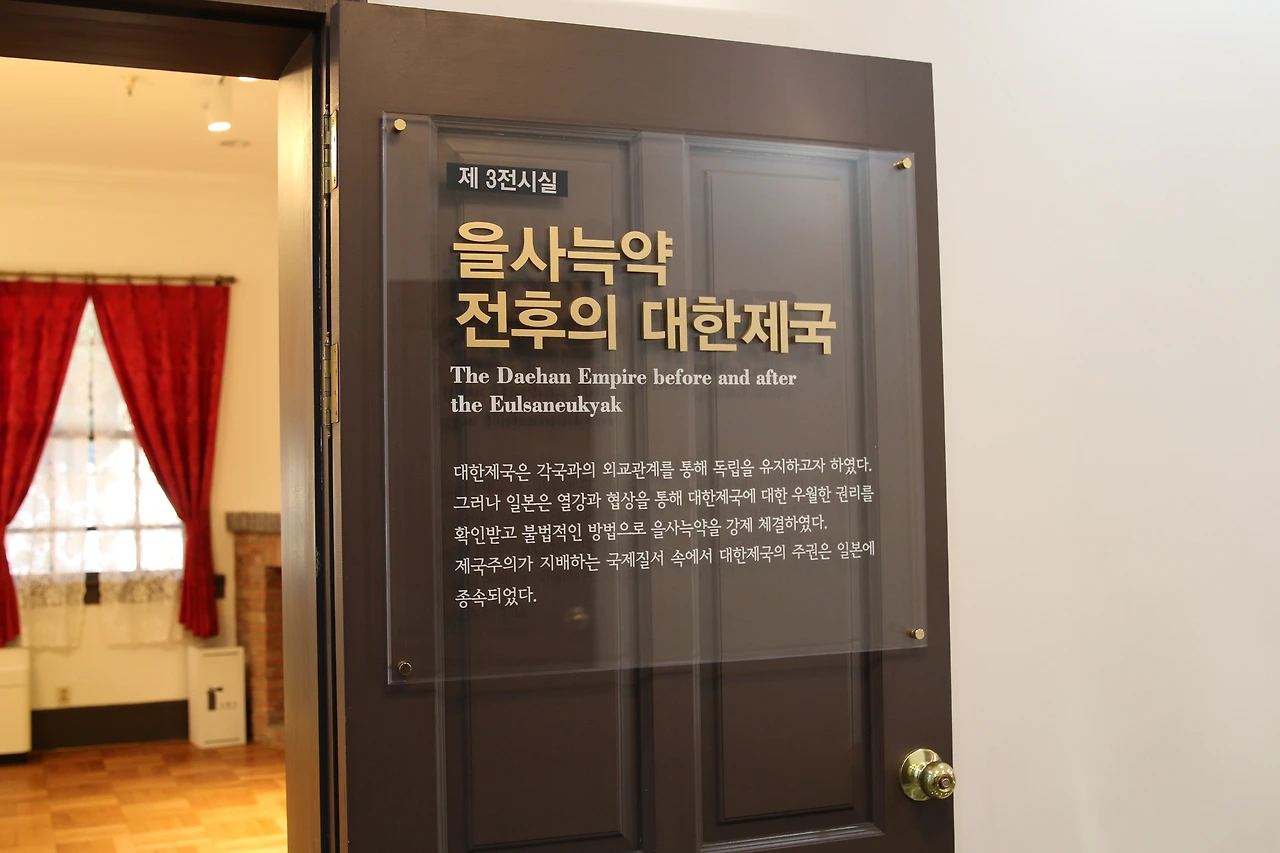 제 3전시실
을사늑약
전후의 대한제국
The Daehan Empire before and after
the Eulsaneukyak
대한제국은 각국과의 외교관계를 통해 독립을 유지하고자 하였다.
그러나 일본은 열강과 협상을 통해 대한제국에 대한 우월한 권리를
확인받고 불법적인 방법으로 을사늑약을 강제 체결하였다.
제국주의가 지배하는 국제질서 속에서 대한제국의 주권은 일본에
종속되었다.